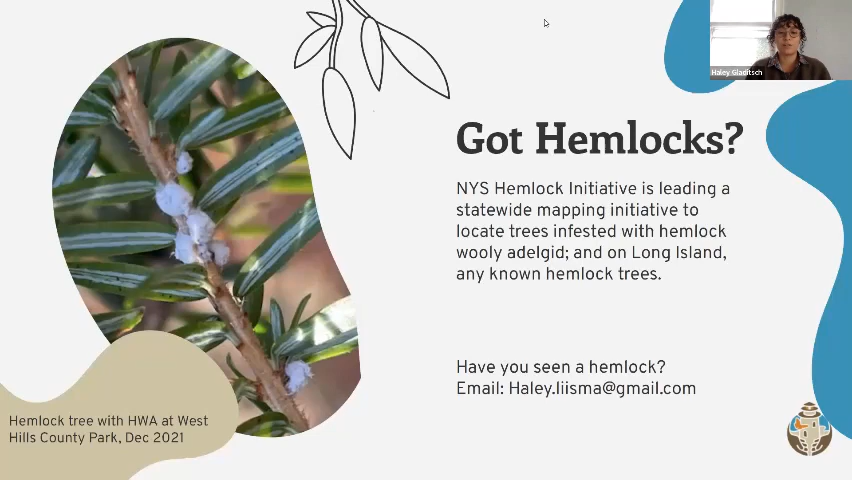 Haley Gladitsch
Got Hemlocks?
NYS Hemlock Initiative is leading a
statewide mapping initiative to
locate trees infested with hemlock
wooly adelgid; and on Long Island,
any known hemlock trees.
Have you seen a hemlock?
Email: Haley.liisma@gmail.com
Hemlock tree with HWA at West
Hills County Park, Dec 2021